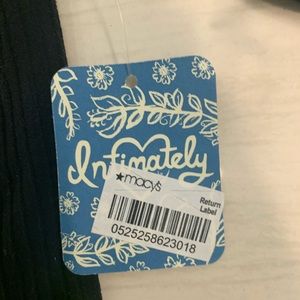 Intimately
★macy's
Return
Label
0525258623018